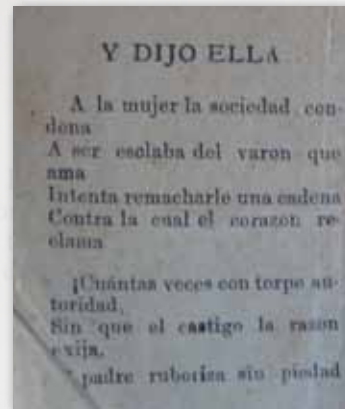 Y DIJO ELLA
A la mujer la sociedad con-
dena
A ser esclaba del varon que
ama
Intenta remacharle una cadena
Contra la cual el corazon re-
clama
¡Cuántas veces con torpe au-
toridad,
Sin que el castigo la razon
exija,
padre ruboriza sin piedad